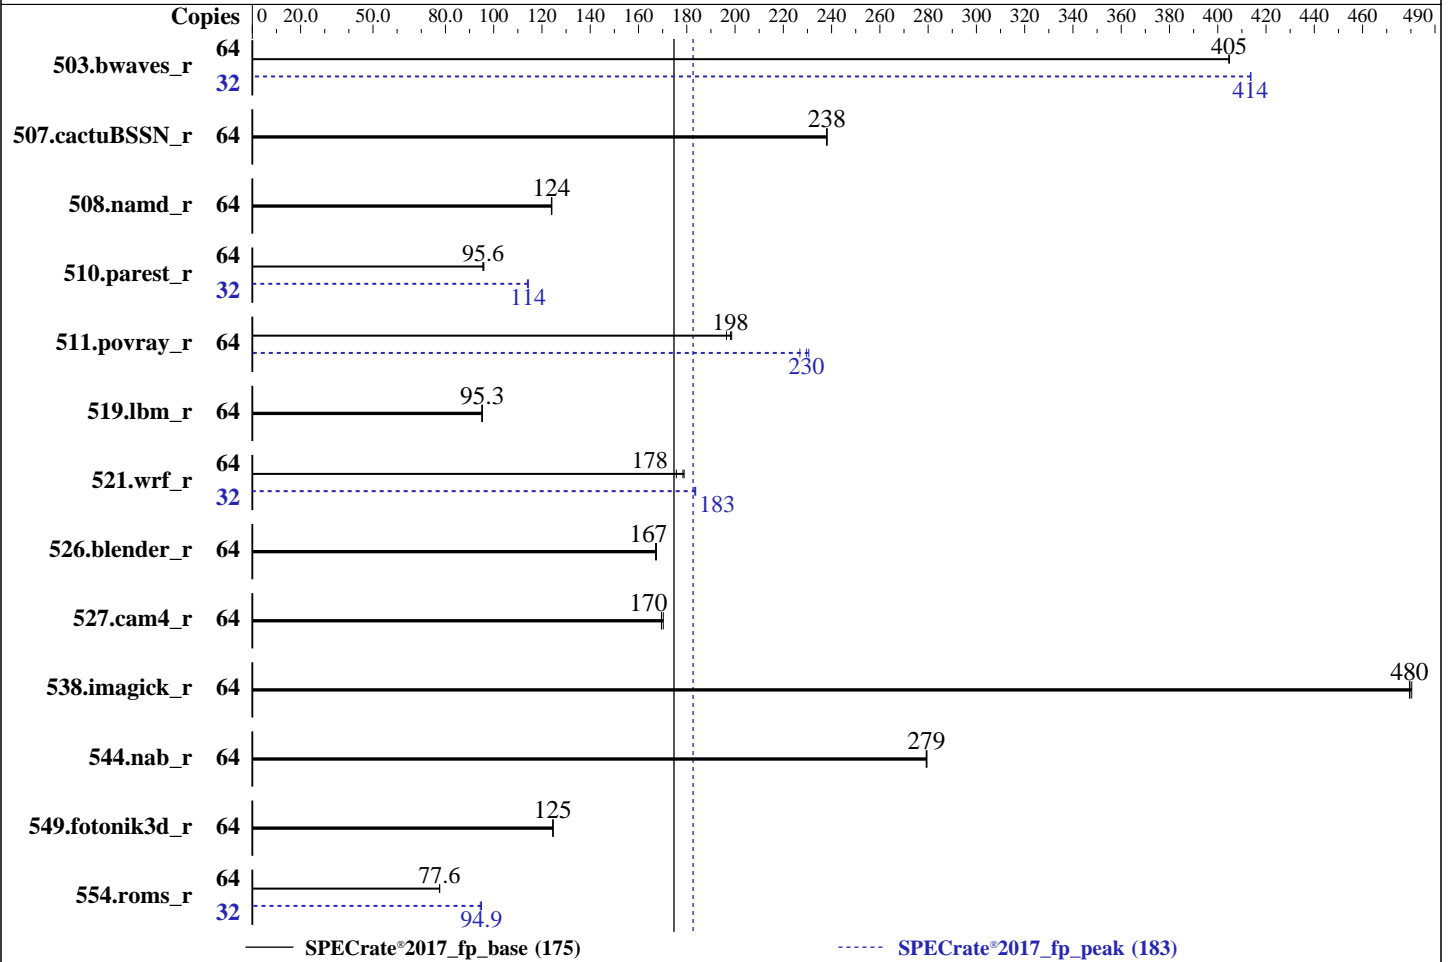 Copies 0 20.0 50.0 80.0 100 120 140 160 180 200 220 240 260 280 300 320 340 360 380 400 420 440 460 490
503.bwaves_r 64 405
32 414
507.cactuBSSN_r 64 238
508.namd_r 64 124
510.parest_r 64 95.6
32 114
511.povray_r 64 198
230
519.lbm_r 64 95.3
521.wrf_r 64 178
32 183
526.blender_r 64 167
527.cam4_r 64 170
538.imagick_r 64 480
544.nab_r 64 279
549.fotonik3d_r 64 125
554.roms_r 64 77.6
32 94.9
SPECrate®2017_fp_base (175) SPECrate®2017_fp_peak (183)